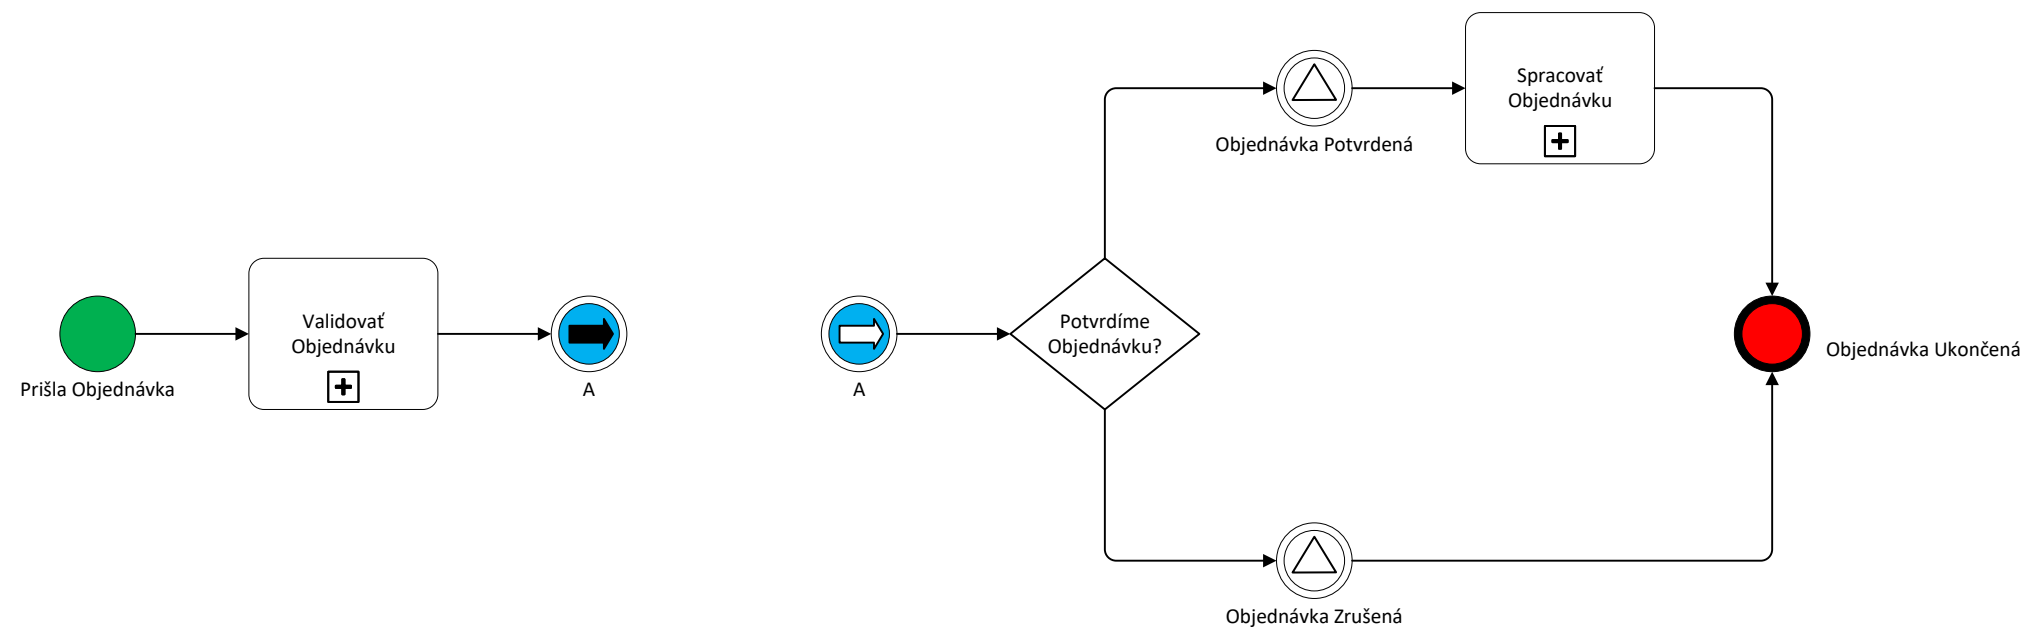 Prišla Objednávka
Validovať
Objednávku
A
A
Potvrdíme
Objednávku?
Objednávka Potvrdená
Spracovať
Objednávku
Objednávka Zrušená
Objednávka Ukončená